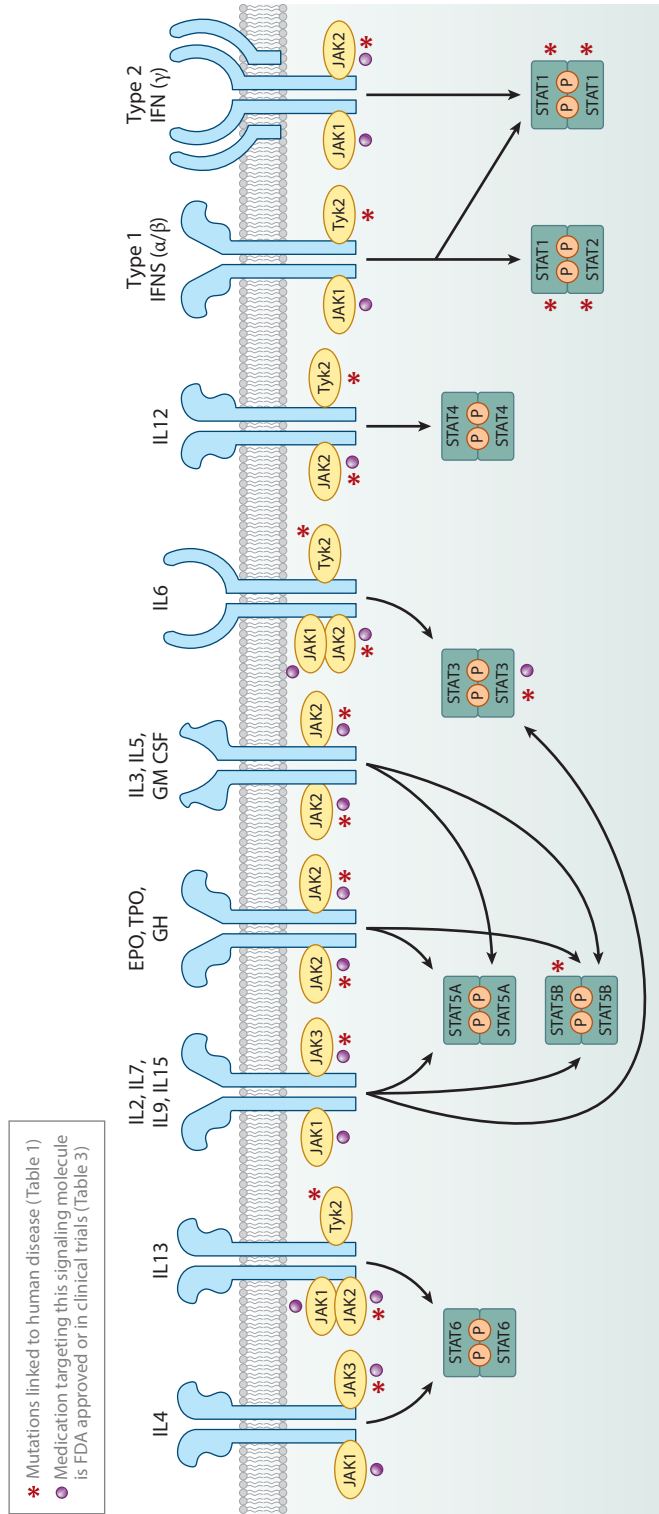 * Mutations linked to human disease (Table 1)
Medication targeting this signaling molecule
is FDA approved or in clinical trials (Table 3)
IL4
IL13
IL2, IL7,
IL9, IL15
EPO, TPO,
GH
IL3, IL5,
GM CSF
IL6
IL12
Type 1
IFNS (α/β)
Type 2
IFN (γ)
JAK1
*
JAK3
JAK1
*
JAK2
*
Tyk2
JAK1
*
JAK3
*
JAK2
*
JAK2
*
JAK2
*
JAK2
JAK1
*
JAK2
*
Tyk2
*
JAK2
*
Tyk2
JAK1
*
Tyk2
JAK1
*
JAK2
STAT6
P P
STAT6
STAT5A
P P
STAT5A
STAT5B *
P P
STAT5B
STAT3
P P
STAT3
*
STAT4
P P
STAT4
* STAT1
P P
* STAT2
STAT1 *
P P
STAT1 *